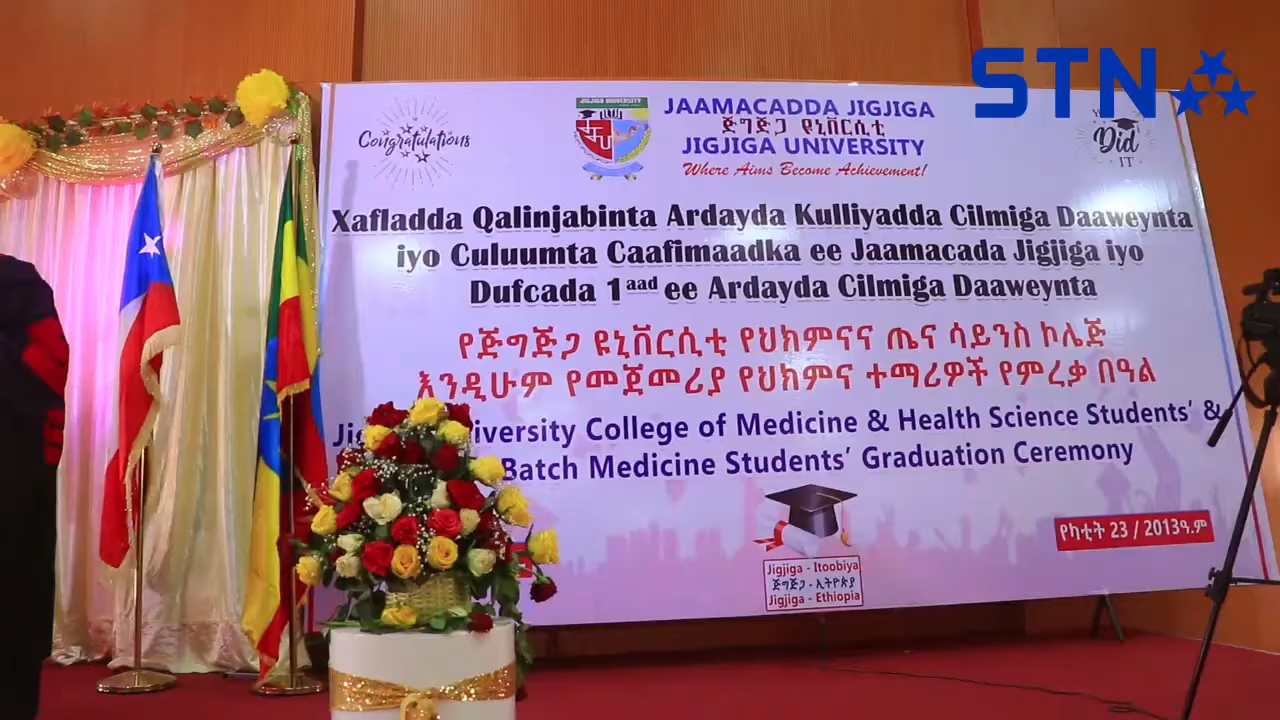 STN
Congratulations
JIGJIGA UNIVERSITY
JAAMACADDA JIGJIGA
ጅግጅጋ ዩኒቨርሲቲ
JIGJIGA UNIVERSITY
Where Aims Become Achievement!
Did
IT
Xafladda Qalinjabinta Ardayda Kulliyadda Cilmiga Daaweynta
iyo Culuumta Caafimaadka ee Jaamacada Jigjiga iyo
Dufcada 1aad ee Ardayda Cilmiga Daaweynta
የጅግጅጋ ዩኒቨርሲቲ የህክምናና ጤና ሳይንስ ኮሌጅ
እንዲሁም የመጀመሪያ የህክምና ተማሪዎች የምረቃ በዓል
College of Medicine & Health Science Students' &
Batch Medicine Students' Graduation Ceremony
የካቲት 23 / 2013ዓ.ም
Jigjiga - Itoobiya
ጅግጅጋ - ኢትዮጵያ
Jigjiga - Ethiopia